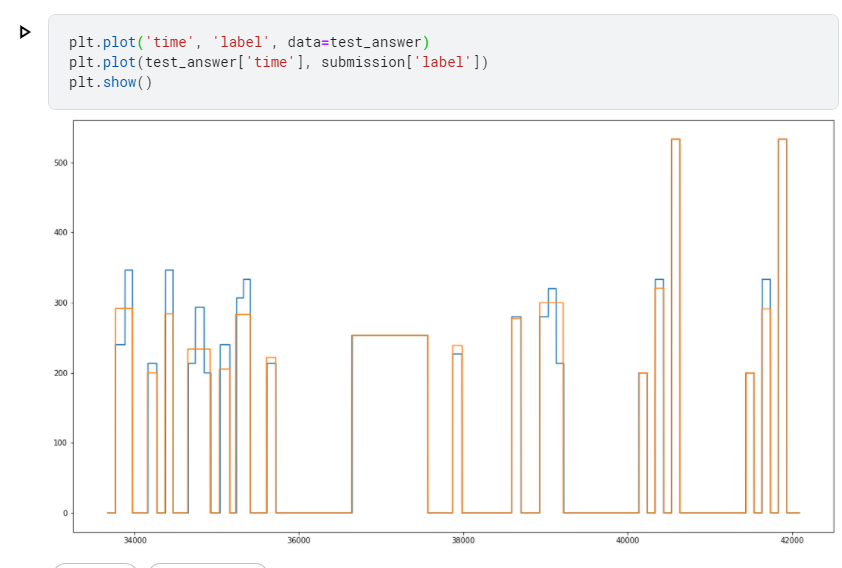 plt.plot('time', 'label', data=test_answer)
plt.plot(test_answer['time'], submission['label'])
plt.show()
500
400
300
200
100
0
34000 36000 38000 40000 42000